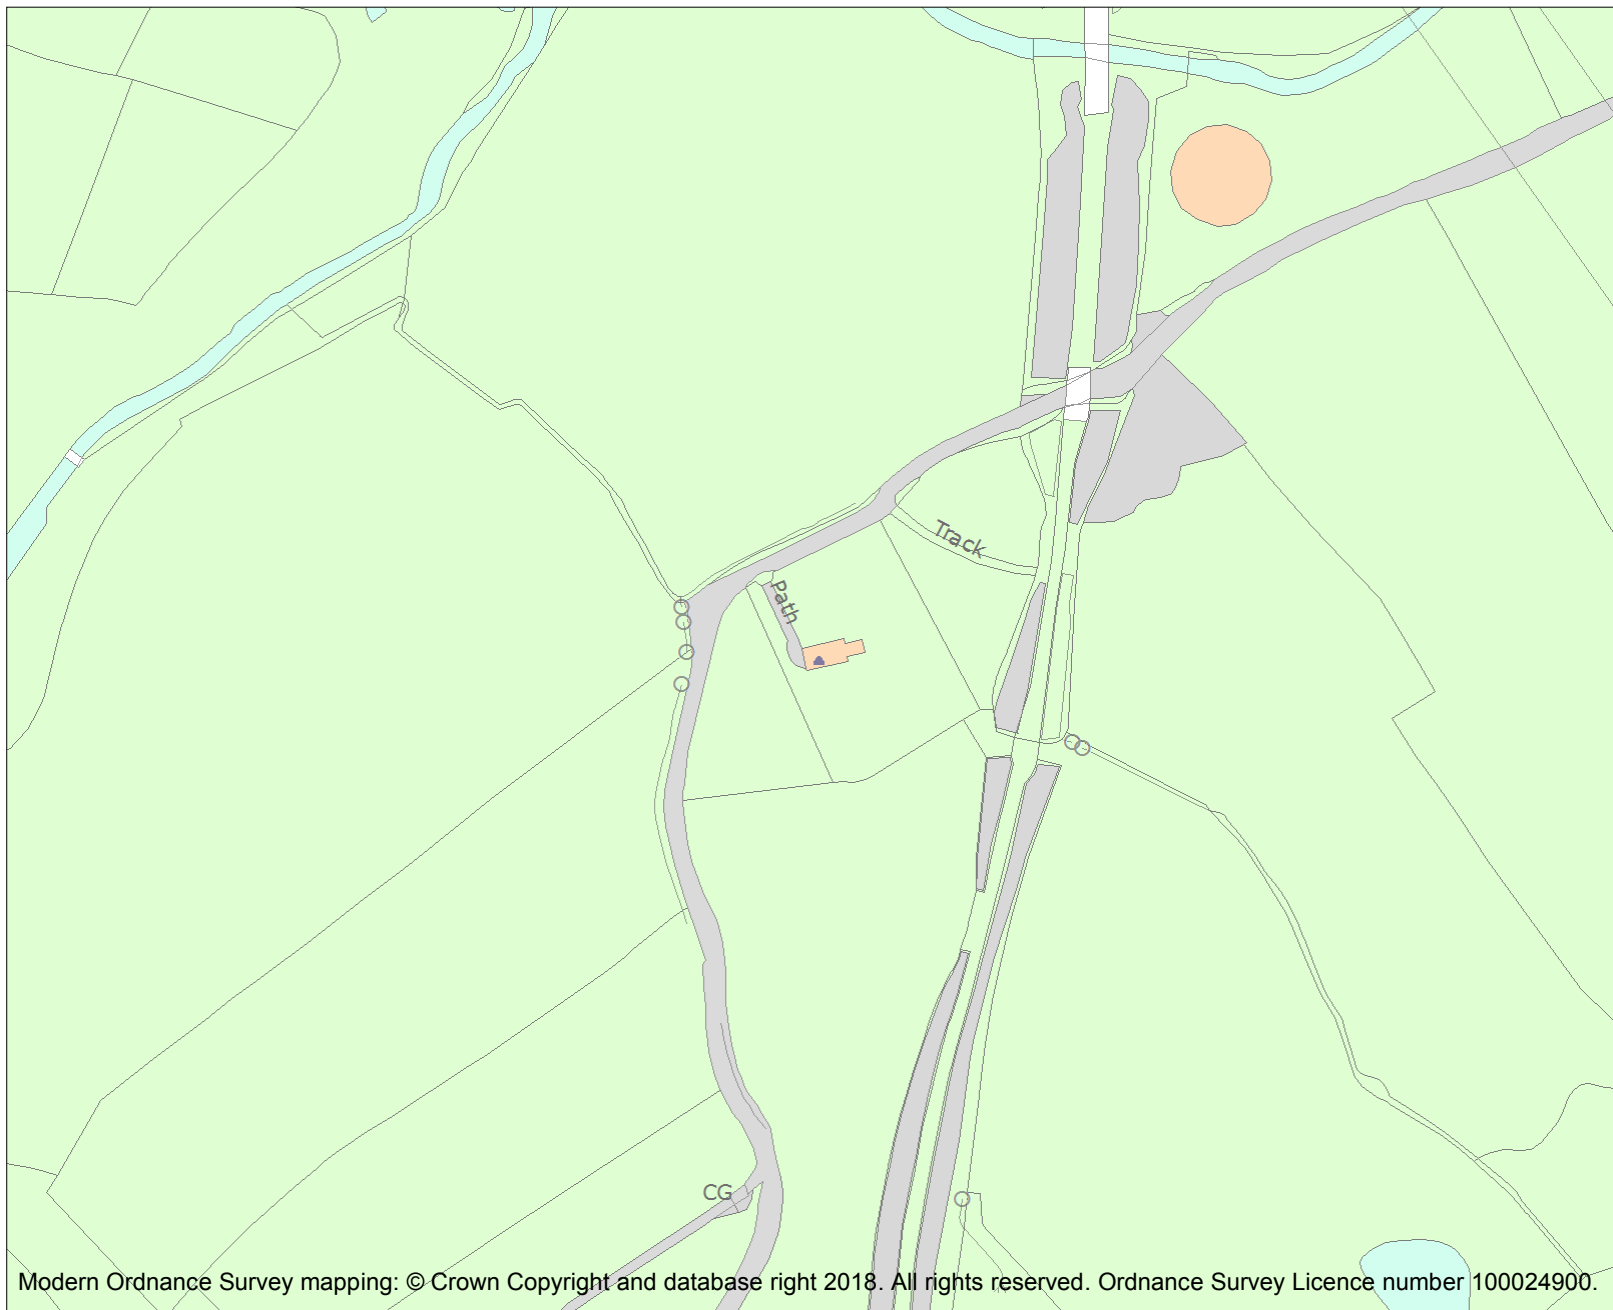 Track
Path
CG
Modern Ordnance Survey mapping: © Crown Copyright and database right 2018. All rights reserved. Ordnance Survey Licence number 100024900.